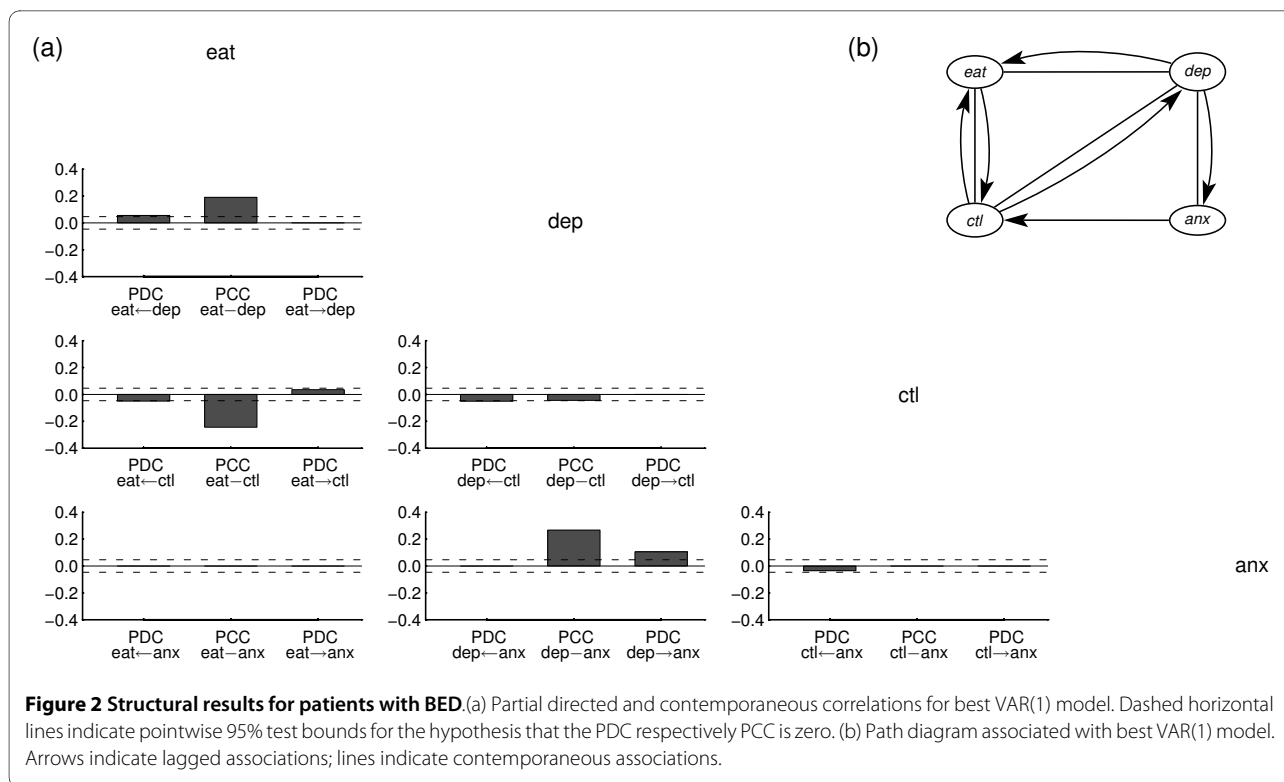 (a)
eat
(b)
eat
dep
ctl
anx
0.4
0.2
0.0
−0.2
−0.4
PDC PCC PDC
eat←dep eat−dep eat→dep
dep
0.4
0.2
0.0
−0.2
−0.4
PDC PCC PDC
eat←ctl eat−ctl eat→ctl
0.4
0.2
0.0
−0.2
−0.4
PDC PCC PDC
dep←ctl dep−ctl dep→ctl
ctl
0.4
0.2
0.0
−0.2
−0.4
PDC PCC PDC
eat←anx eat−anx eat→anx
0.4
0.2
0.0
−0.2
−0.4
PDC PCC PDC
dep←anx dep−anx dep→anx
0.4
0.2
0.0
−0.2
−0.4
PDC PCC PDC
ctl←anx ctl−anx ctl→anx
anx
Figure 2 Structural results for patients with BED.(a) Partial directed and contemporaneous correlations for best VAR(1) model. Dashed horizontal
lines indicate pointwise 95% test bounds for the hypothesis that the PDC respectively PCC is zero. (b) Path diagram associated with best VAR(1) model.
Arrows indicate lagged associations; lines indicate contemporaneous associations.